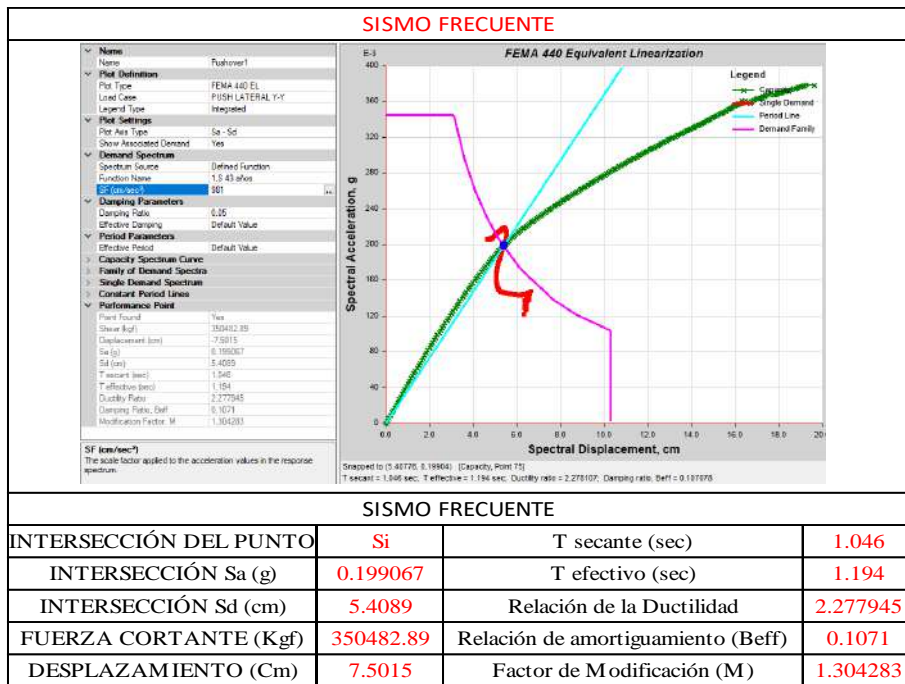 SISMO FRECUENTE
Name
Name Pushover1
Plot Definition
Plot Type FEMA 440 EL
Load Case PUSH LATERAL Y-Y
Legend Type Integrated
Plot Settings
Plot Axis Type Sa - Sd
Show Associated Demand Yes
Demand Spectrum
Spectrum Source Defined Function
Function Name 1.S 43 años
SF (cm/sec²) 981
Damping Parameters
Damping Ratio 0.05
Effective Damping Default Value
Period Parameters
Effective Period Default Value
Capacity Spectrum Curve
Family of Demand Spectra
Single Demand Spectrum
Constant Period Lines
Performance Point
Point Found Yes
Shear (kgf) 350482.89
Displacement (cm) -7.5015
Sa (g) 0.199067
Sd (cm) 5.4089
T secant (sec) 1.046
T effective (sec) 1.194
Ductility Ratio 2.277945
Damping Ratio, Beff 0.1071
Modification Factor, M 1.304283
SF (cm/sec²)
The scale factor applied to the acceleration values in the response
spectrum.
E-3
FEMA 440 Equivalent Linearization
Legend
Capacity
Single Demand
Period Line
Demand Family
400
360
320
280
240
200
160
120
80
40
0
Spectral Acceleration, g
0.0 2.0 4.0 6.0 8.0 10.0 12.0 14.0 16.0 18.0 20.
Spectral Displacement, cm
Snapped to (5.40776, 0.19904) [Capacity, Point 75]
T secant = 1.046 sec; T effective = 1.194 sec; Ductility ratio = 2.278107; Damping ratio, Beff = 0.107078
SISMO FRECUENTE
INTERSECCIÓN DEL PUNTO Si T secante (sec) 1.046
INTERSECCIÓN Sa (g) 0.199067 T efectivo (sec) 1.194
INTERSECCIÓN Sd (cm) 5.4089 Relación de la Ductilidad 2.277945
FUERZA CORTANTE (Kgf) 350482.89 Relación de amortiguamiento (Beff) 0.1071
DESPLAZAMIENTO (Cm) 7.5015 Factor de Modificación (M) 1.304283